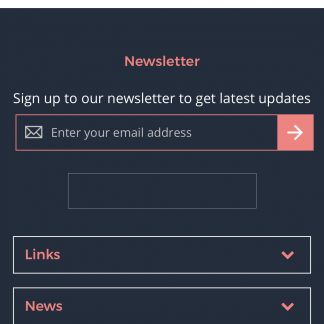 Newsletter
Sign up to our newsletter to get latest updates
Enter your email address
Links
News